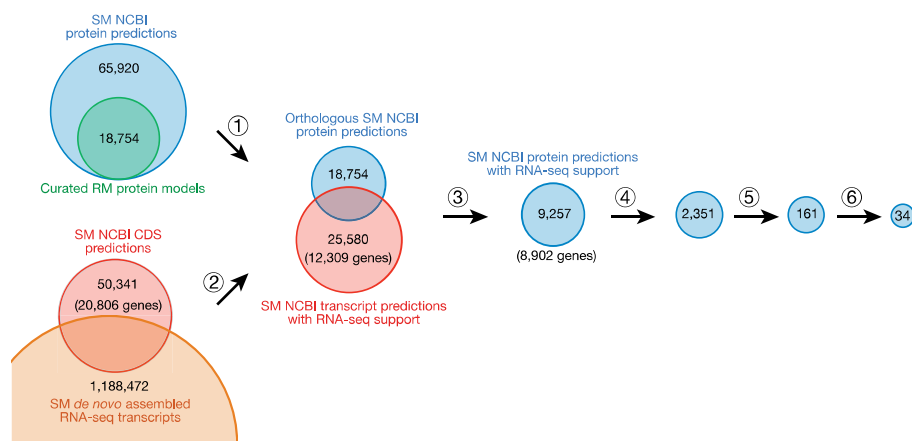 SM NCBI
protein predictions
65,920
18,754
Curated RM protein models
①
SM NCBI CDS
predictions
50,341
(20,806 genes)
1,188,472
SM de novo assembled
RNA-seq transcripts
②
Orthologous SM NCBI
protein predictions
18,754
25,580
(12,309 genes)
SM NCBI transcript predictions
with RNA-seq support
③
SM NCBI protein predictions
with RNA-seq support
9,257
(8,902 genes)
④
2,351
⑤
161
⑥
34